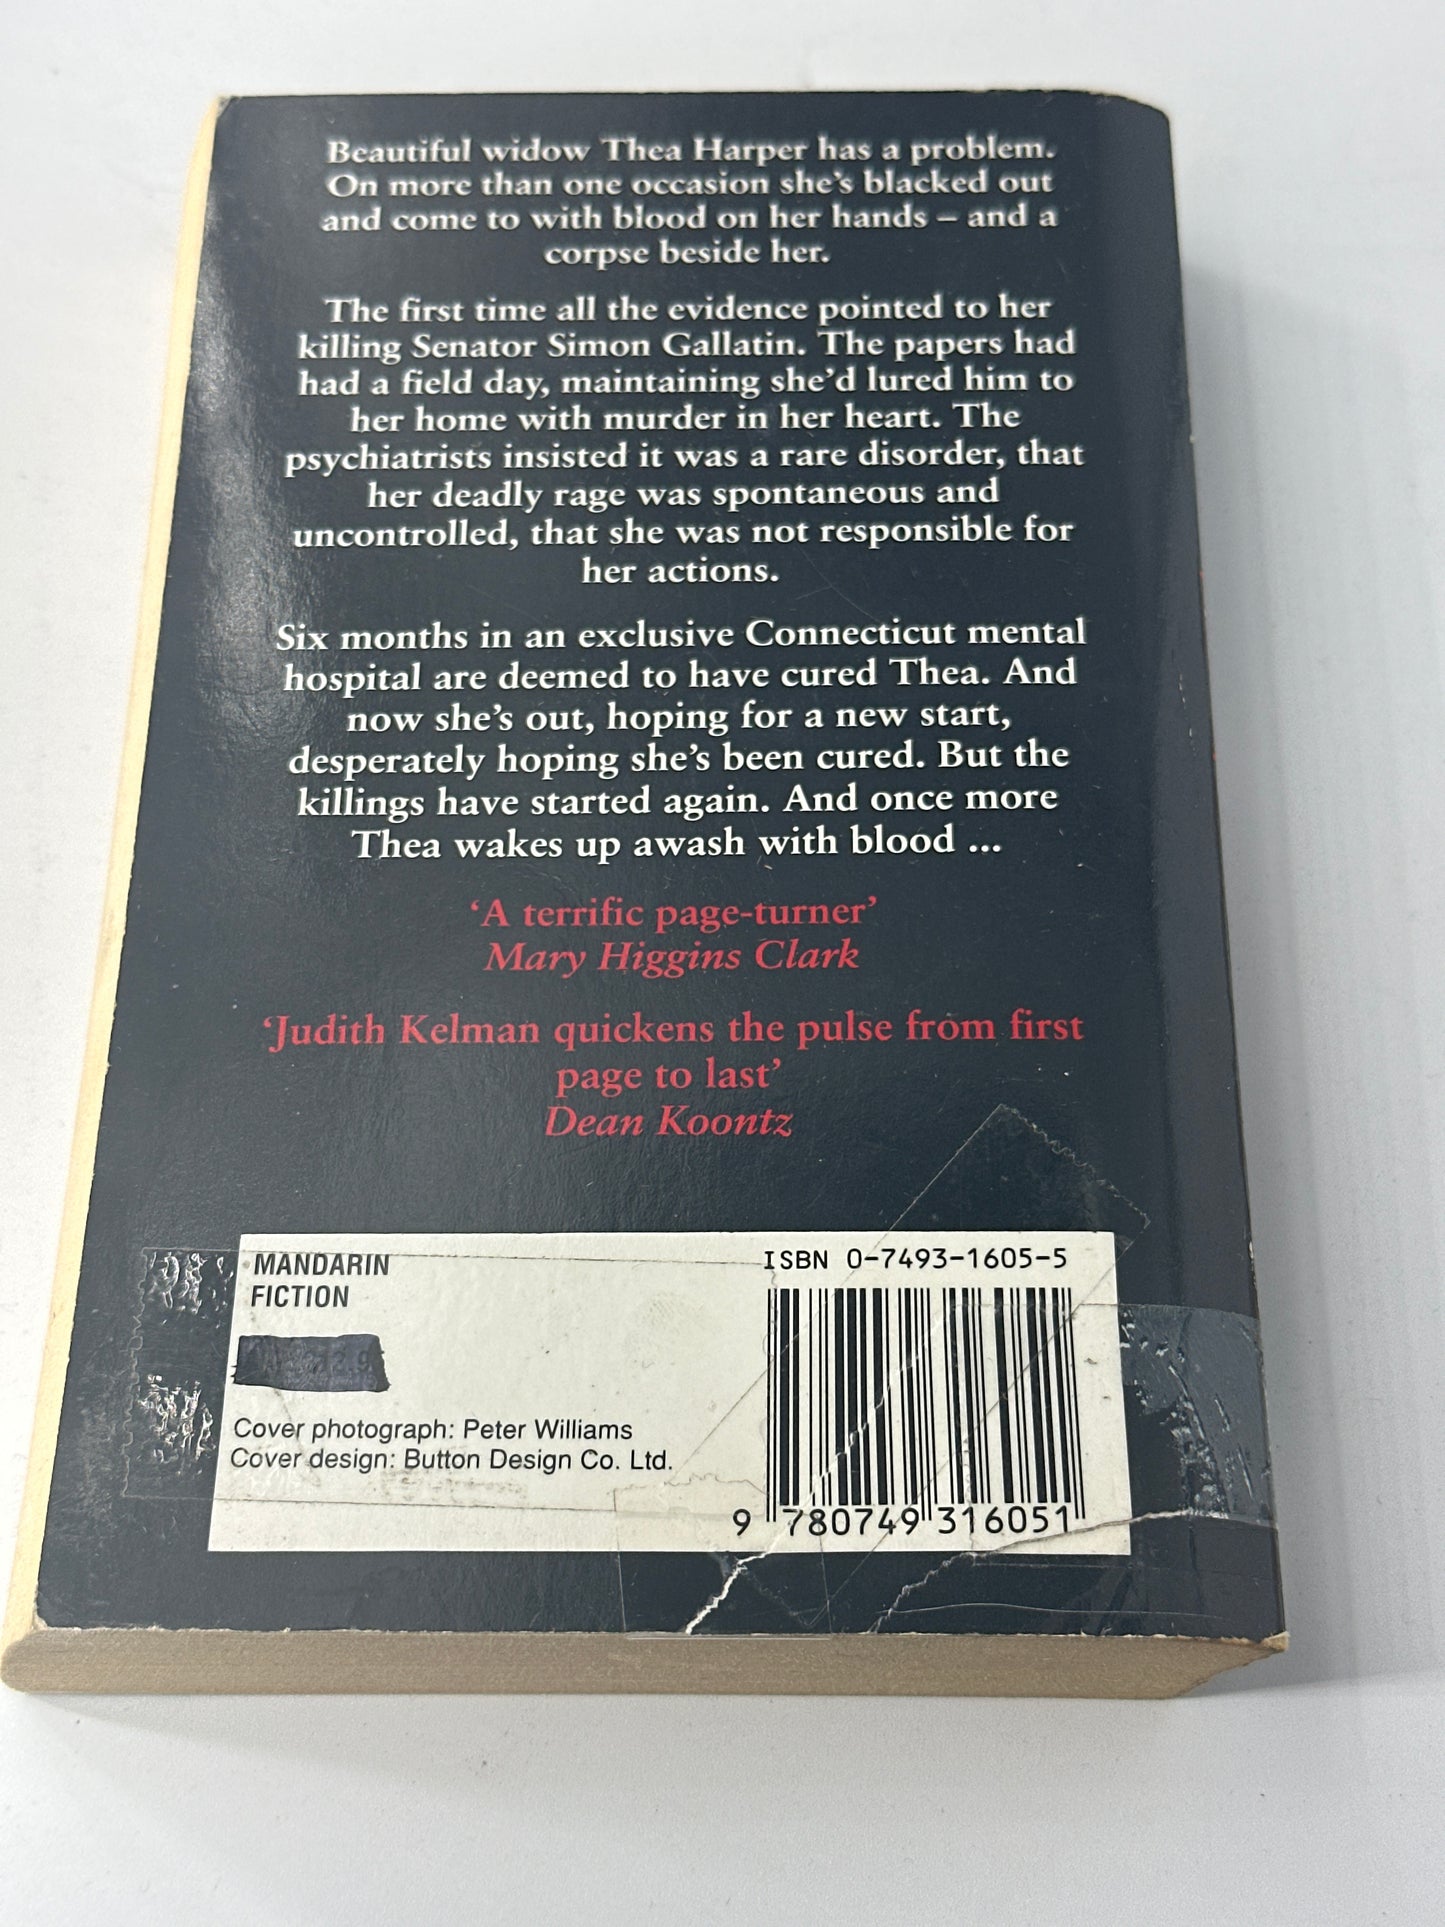 Beautiful widow Thea Harper has a problem.
On more than one occasion she's blacked out
and come to with blood on her hands – and a
corpse beside her.
The first time all the evidence pointed to her
killing Senator Simon Gallatin. The papers had
had a field day, maintaining she'd lured him to
her home with murder in her heart. The
psychiatrists insisted it was a rare disorder, that
her deadly rage was spontaneous and
uncontrolled, that she was not responsible for
her actions.
Six months in an exclusive Connecticut mental
hospital are deemed to have cured Thea. And
now she's out, hoping for a new start,
desperately hoping she's been cured. But the
killings have started again. And once more
Thea wakes up awash with blood ...
‘A terrific page-turner’
Mary Higgins Clark
‘Judith Kelman quickens the pulse from first
page to last’
Dean Koontz
MANDARIN
FICTION
ISBN 0-7493-1605-5
Cover photograph: Peter Williams
Cover design: Button Design Co. Ltd.
9 780749 316051